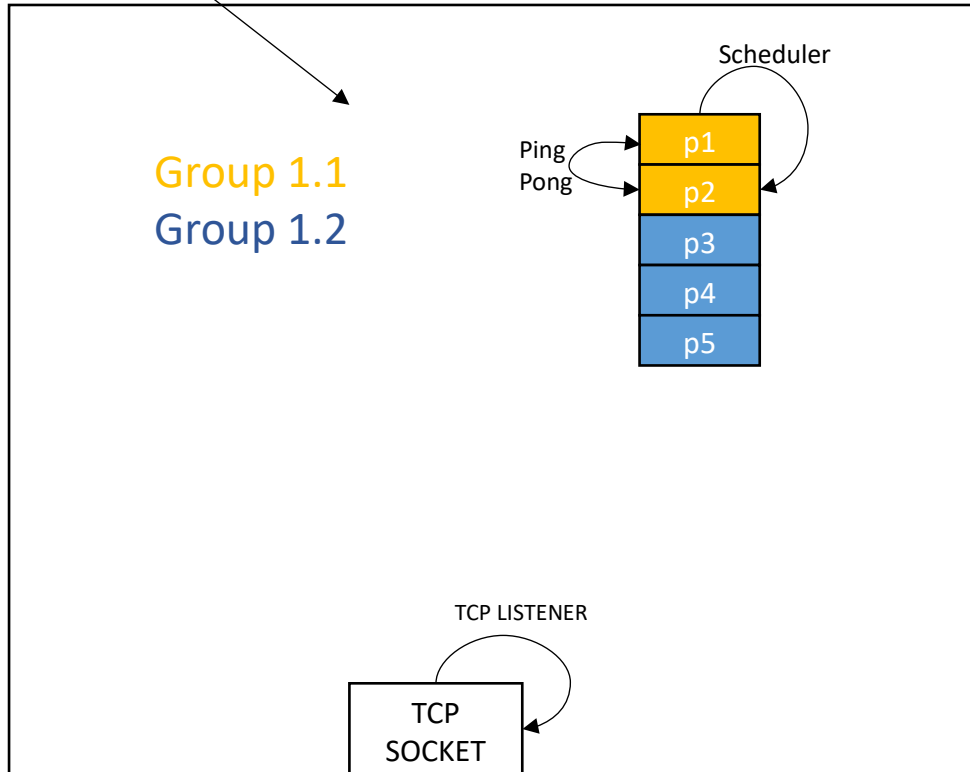 Scheduler
Ping
Pong
p1
p2
p3
p4
p5
Group 1.1
Group 1.2
TCP LISTENER
TCP
SOCKET